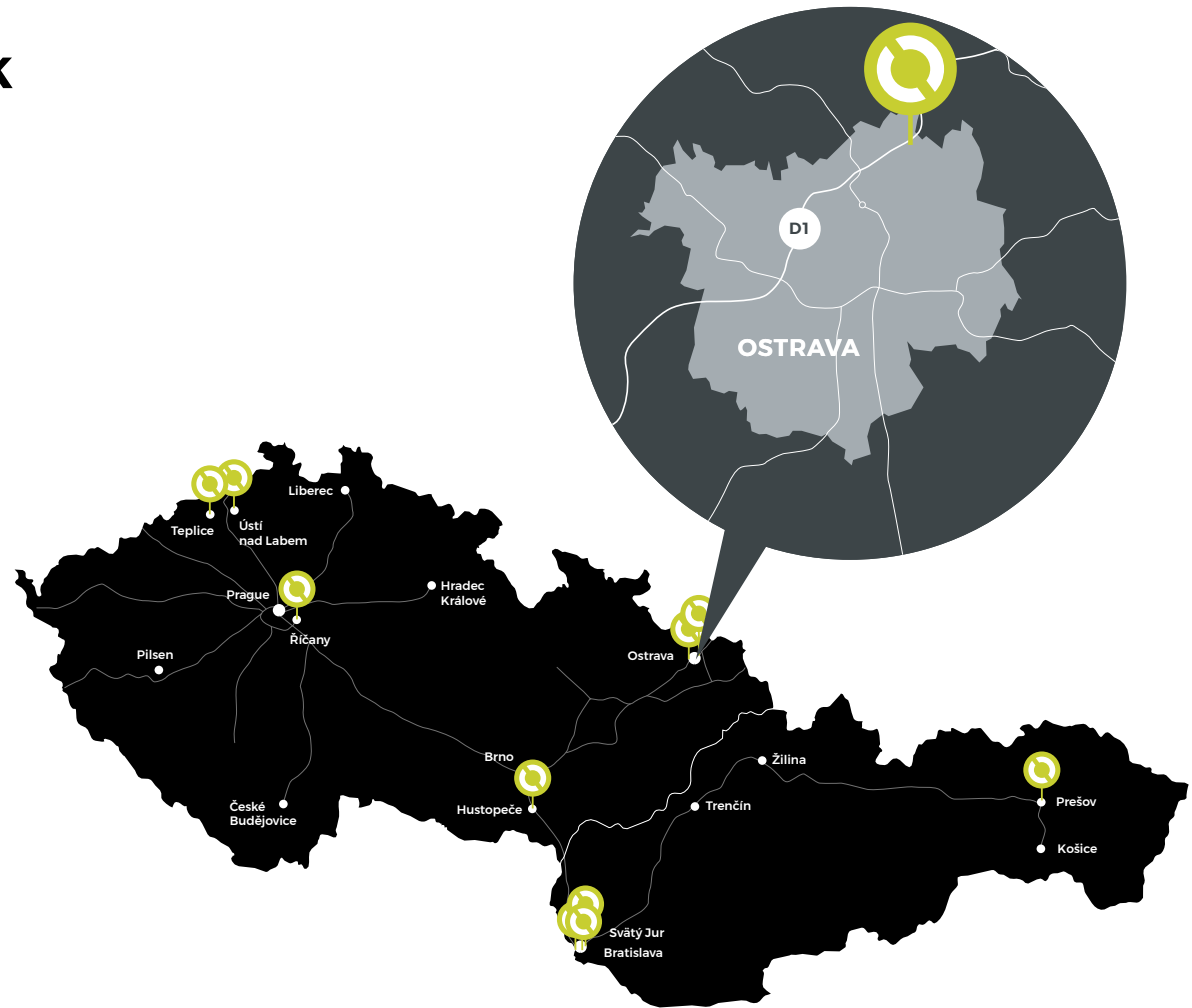 K
D1
OSTRAVA
Liberec
Teplice
Ústí
nad Labem
Prague
Hradec
Králové
Říčany
Pilsen
Ostrava
Brno
Žilina
České
Budějovice
Hustopeče
Trenčín
Prešov
Košice
Svätý Jur
Bratislava